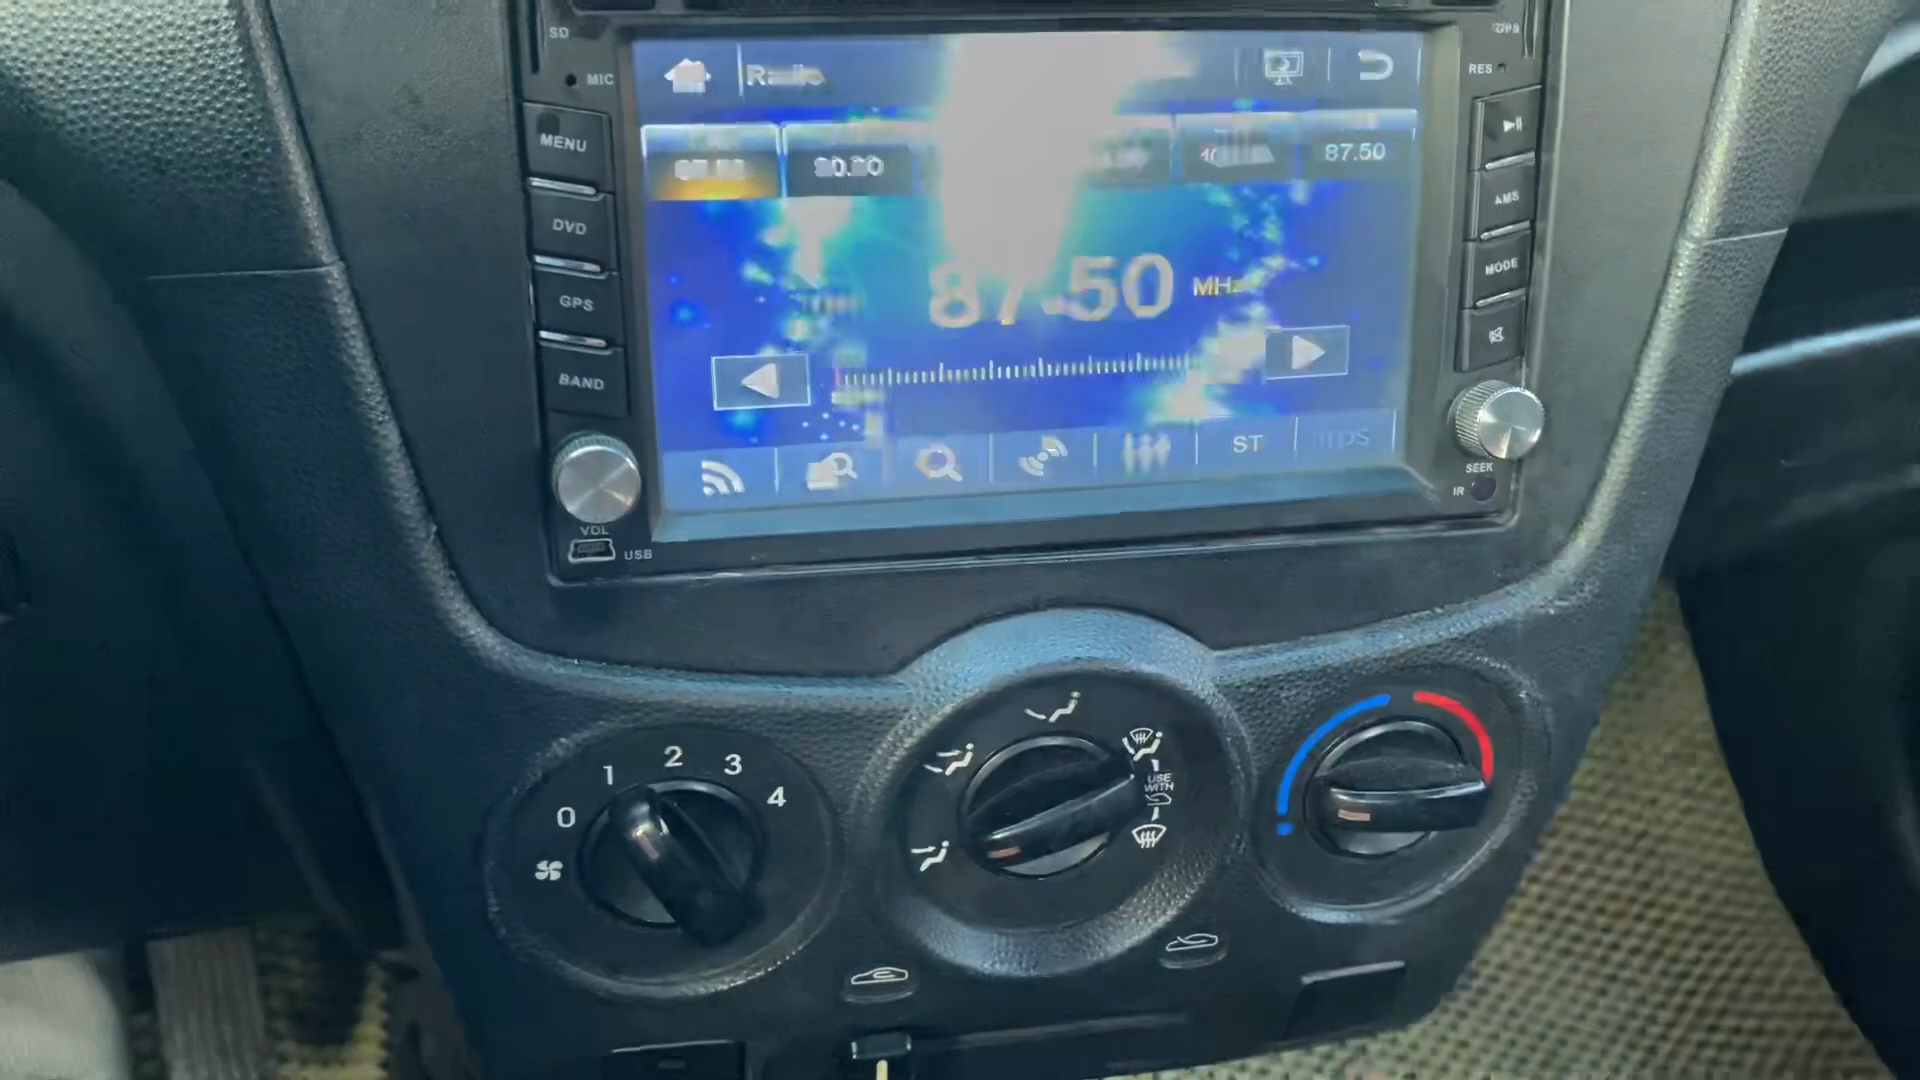 SD
GPS
MIC
RES
Radio
MENU
87.50
AMS
DVD
MODE
87.50 MHz
GPS
BAND
ST
SEEK
IR
VOL
USB
0 1 2 3 4
USE
WITH